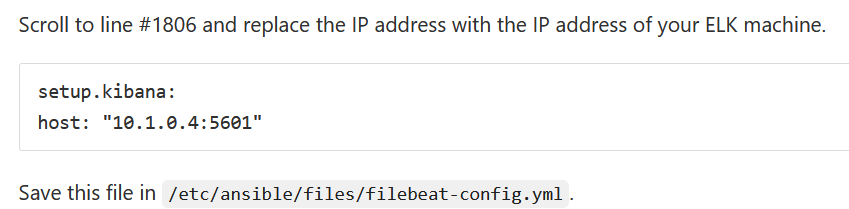 Scroll to line #1806 and replace the IP address with the IP address of your ELK machine.
setup.kibana:
host: "10.1.0.4:5601"
Save this file in /etc/ansible/files/filebeat-config.yml.